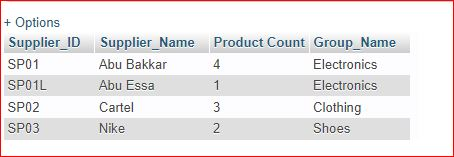 + Options
Supplier_ID Supplier_Name Product Count Group_Name
SP01 Abu Bakkar 4 Electronics
SP01L Abu Essa 1 Electronics
SP02 Cartel 3 Clothing
SP03 Nike 2 Shoes